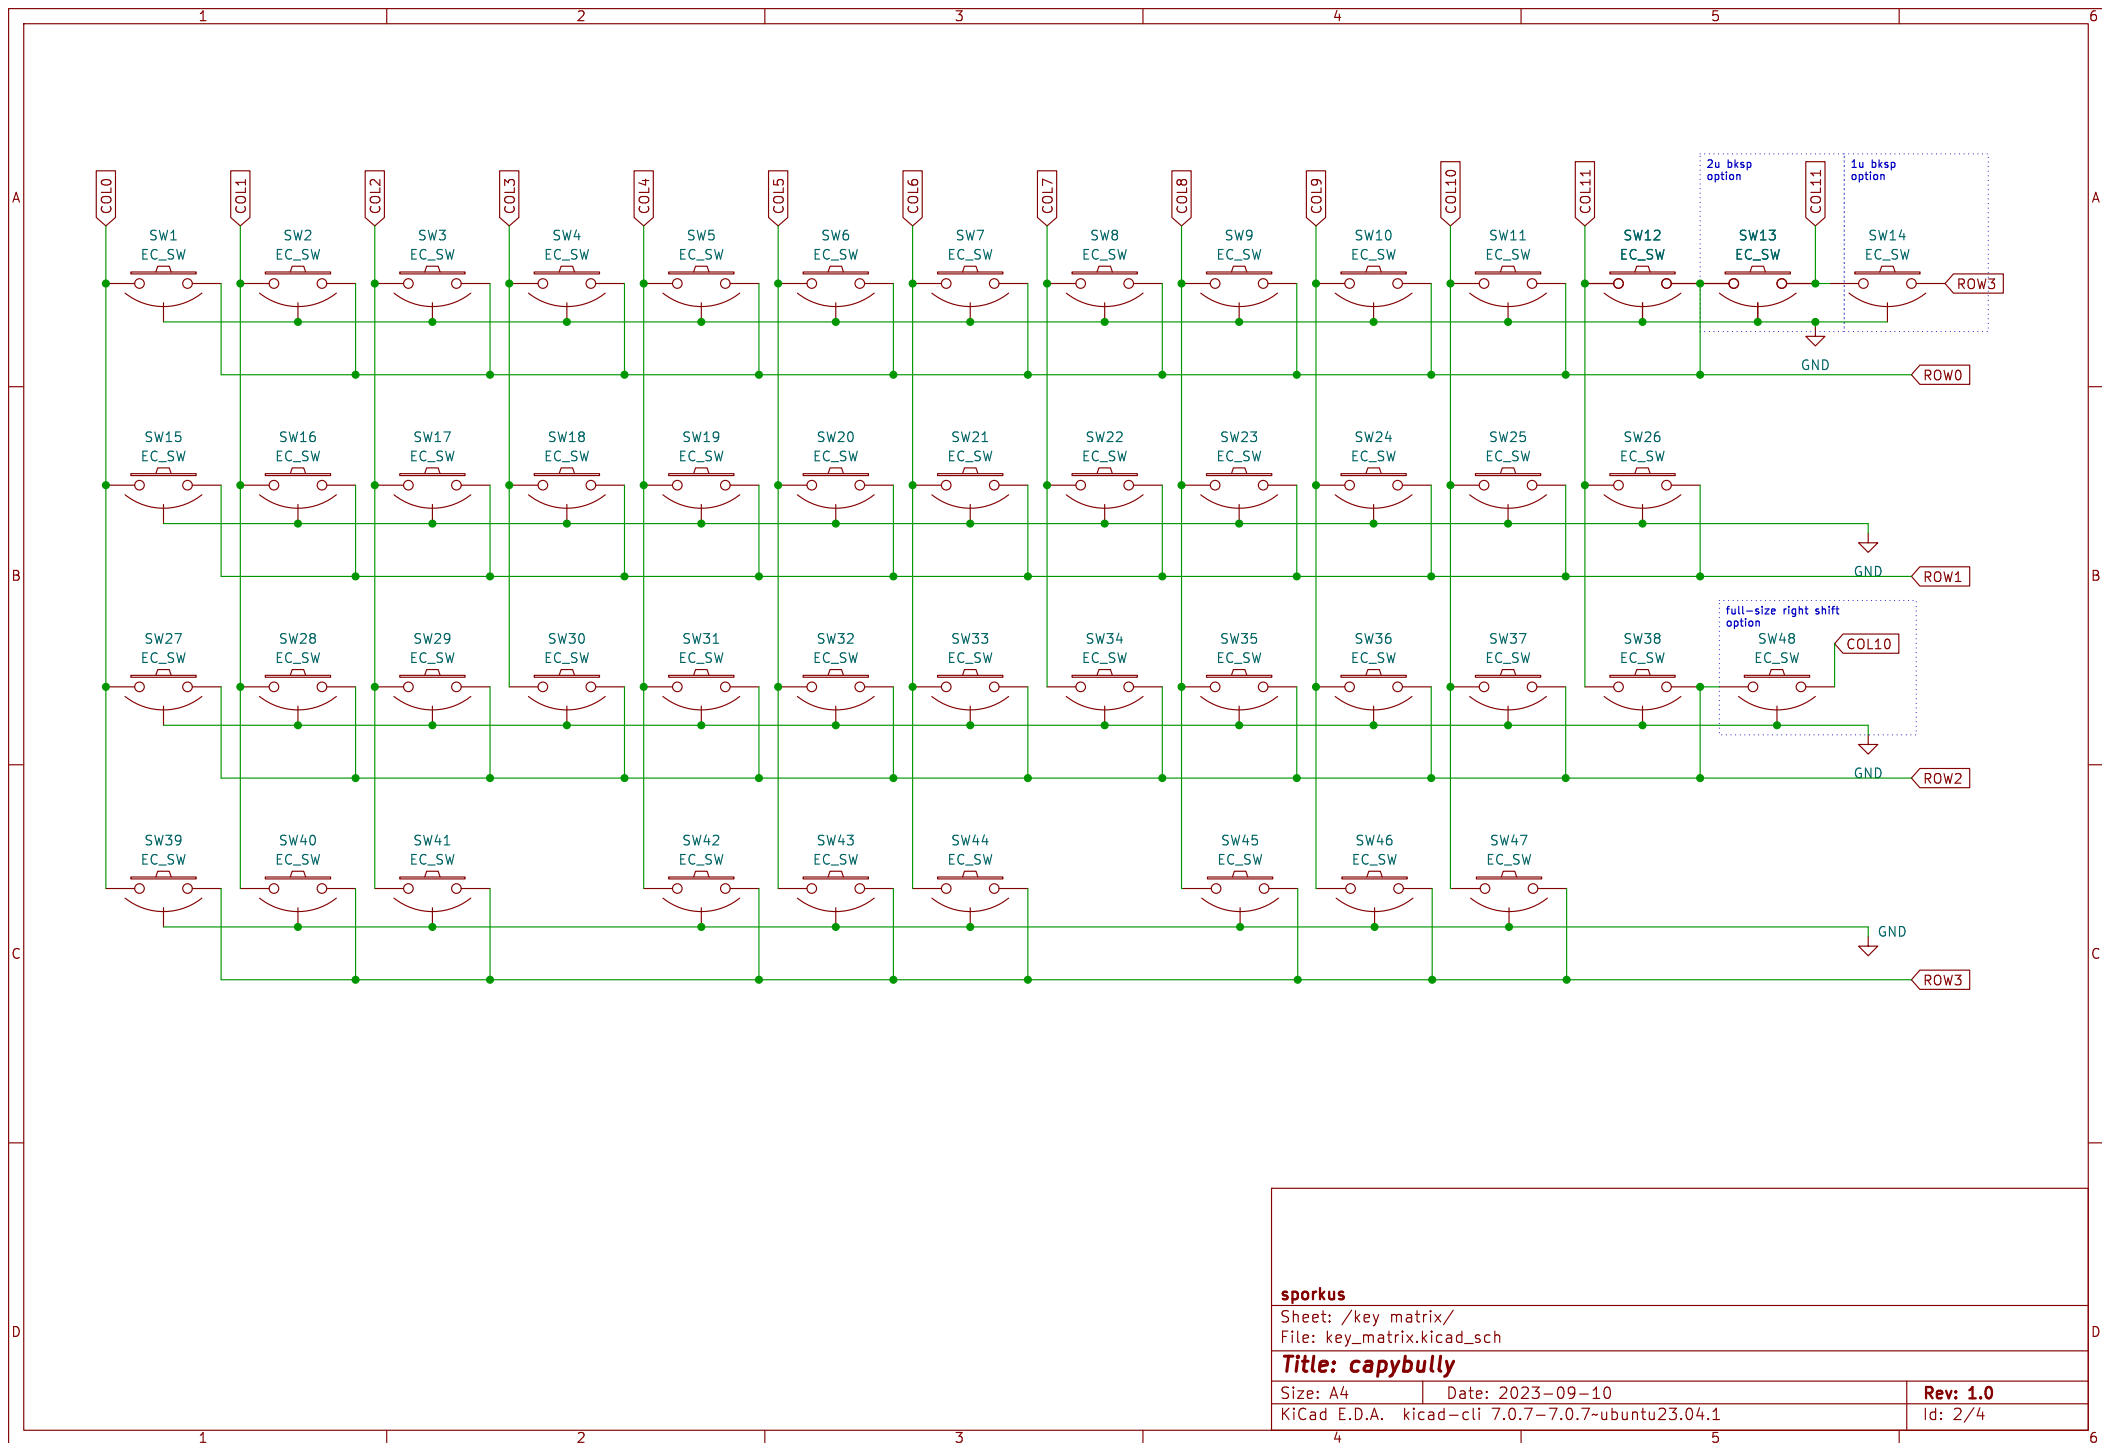 1 2 3 4 5 6
A A
2u bksp
option
1u bksp
option
COL0 COL1 COL2 COL3 COL4 COL5 COL6 COL7 COL8 COL9 COL10 COL11 COL11
SW1 SW2 SW3 SW4 SW5 SW6 SW7 SW8 SW9 SW10 SW11 SW12 SW13 SW14
EC_SW EC_SW EC_SW EC_SW EC_SW EC_SW EC_SW EC_SW EC_SW EC_SW EC_SW EC_SW EC_SW EC_SW
ROW3
GND
ROW0
SW15 SW16 SW17 SW18 SW19 SW20 SW21 SW22 SW23 SW24 SW25 SW26
EC_SW EC_SW EC_SW EC_SW EC_SW EC_SW EC_SW EC_SW EC_SW EC_SW EC_SW EC_SW
GND
B ROW1 B
full-size right shift
option
SW27 SW28 SW29 SW30 SW31 SW32 SW33 SW34 SW35 SW36 SW37 SW38 SW48
COL10
EC_SW EC_SW EC_SW EC_SW EC_SW EC_SW EC_SW EC_SW EC_SW EC_SW EC_SW EC_SW EC_SW
GND
ROW2
SW39 SW40 SW41 SW42 SW43 SW44 SW45 SW46 SW47
EC_SW EC_SW EC_SW EC_SW EC_SW EC_SW EC_SW EC_SW EC_SW
GND
C C
ROW3
sporkus
Sheet: /key matrix/
File: key_matrix.kicad_sch
D D
Title: capybully
Size: A4 Date: 2023-09-10 Rev: 1.0
KiCad E.D.A. kicad-cli 7.0.7-7.0.7~ubuntu23.04.1 Id: 2/4
1 2 3 4 5 6